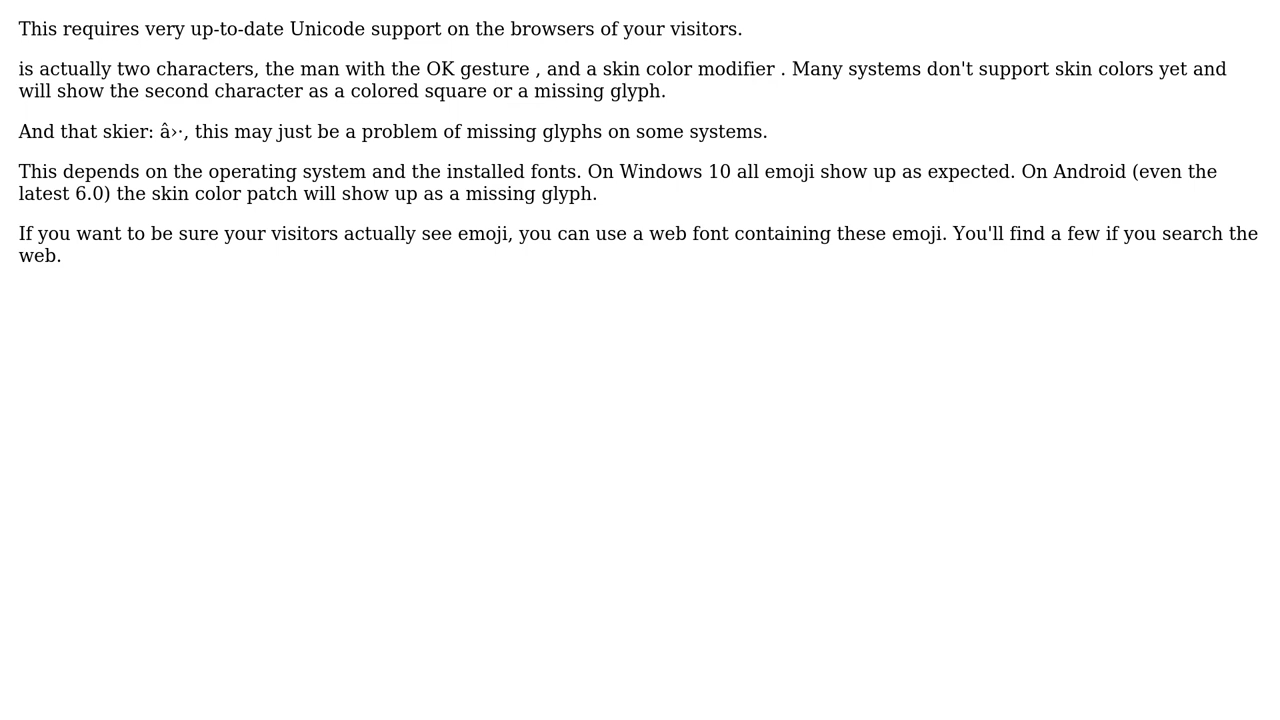 This requires very up-to-date Unicode support on the browsers of your visitors.
is actually two characters, the man with the OK gesture , and a skin color modifier . Many systems don't support skin colors yet and
will show the second character as a colored square or a missing glyph.
And that skier: â›·, this may just be a problem of missing glyphs on some systems.
This depends on the operating system and the installed fonts. On Windows 10 all emoji show up as expected. On Android (even the
latest 6.0) the skin color patch will show up as a missing glyph.
If you want to be sure your visitors actually see emoji, you can use a web font containing these emoji. You'll find a few if you search the
web.